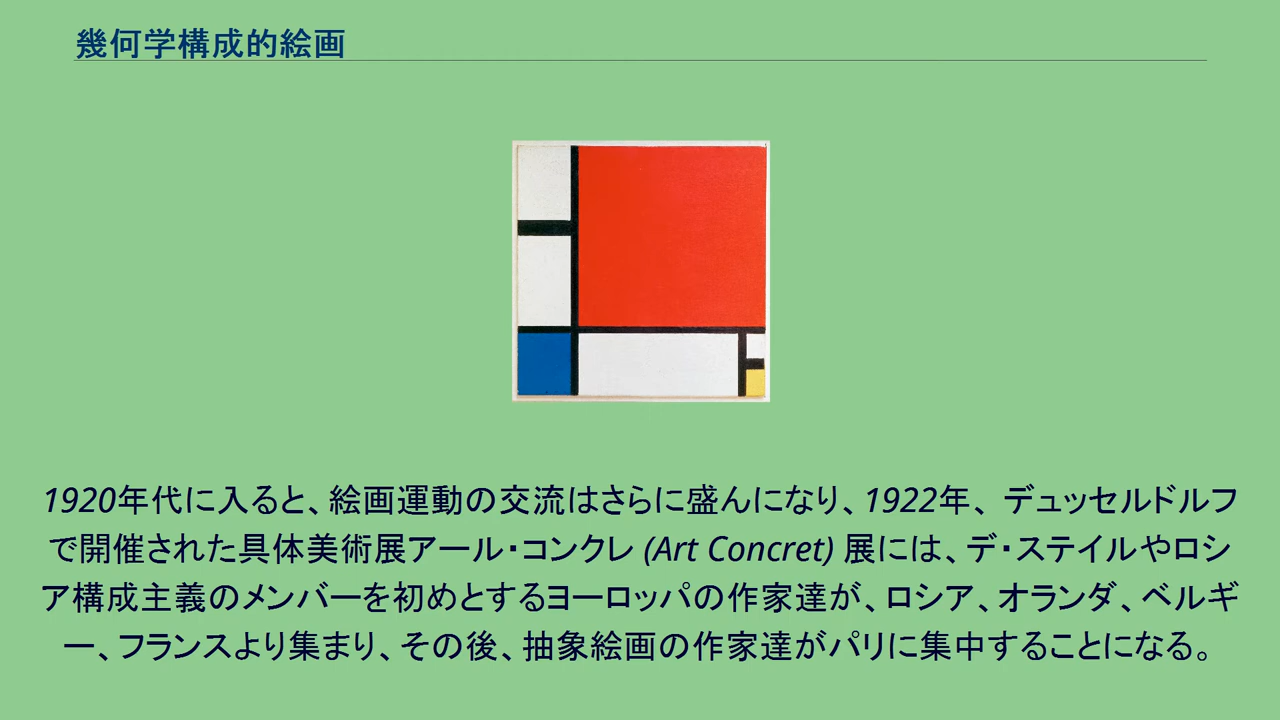 幾何学構成的絵画
1920年代に入ると、絵画運動の交流はさらに盛んになり、1922年、デュッセルドルフ
で開催された具体美術展アール・コンクレ (Art Concret) 展には、デ・ステイルやロシ
ア構成主義のメンバーを初めとするヨーロッパの作家達が、ロシア、オランダ、ベルギ
ー、フランスより集まり、その後、抽象絵画の作家達がパリに集中することになる。